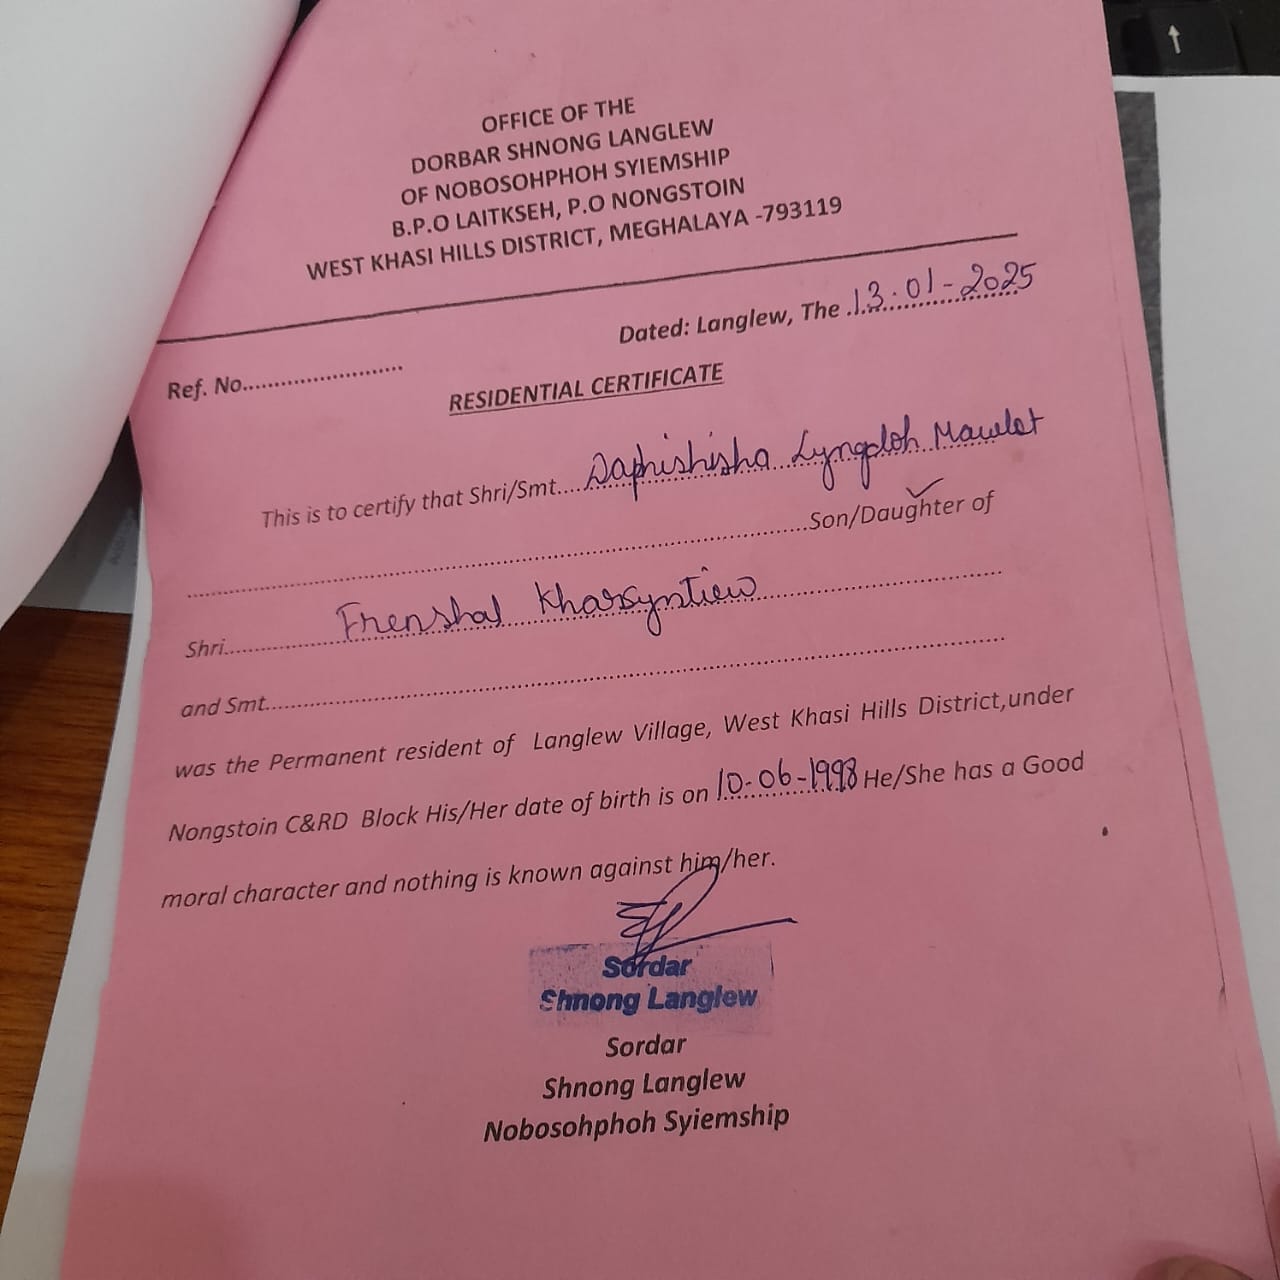 OFFICE OF THE
DORBAR SHNONG LANGLEW
OF NOBOSOHPHOH SYIEMSHIP
B.P.O LAITKSEH, P.O NONGSTOIN
WEST KHASI HILLS DISTRICT, MEGHALAYA -793119
Dated: Langlew, The 13.01-2025
Ref. No.........................
RESIDENTIAL CERTIFICATE
This is to certify that Shri/Smt....Daphishisha Lyngdoh Mawlot
Son/Daughter of
Shri..........Frenshal Kharsyntiew
and Smt.
was the Permanent resident of Langlew Village, West Khasi Hills District,under
Nongstoin C&RD Block His/Her date of birth is on 10-06-1998 He/She has a Good
moral character and nothing is known against him/her.
Sordar
Shnong Langlew
Sordar
Shnong Langlew
Nobosohphoh Syiemship